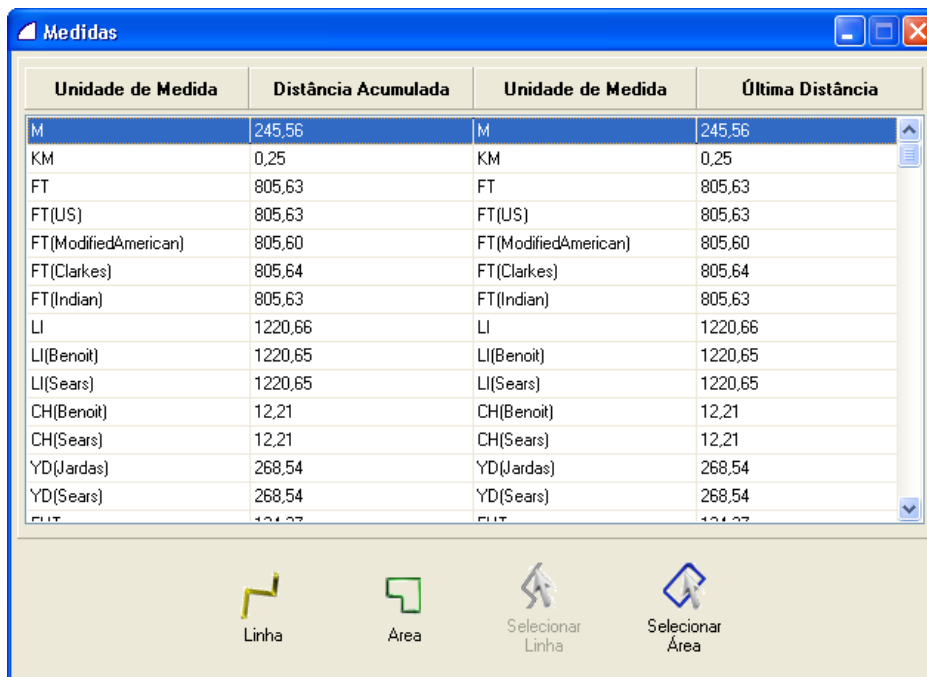 Medidas
Unidade de Medida Distância Acumulada Unidade de Medida Última Distância
M 245,56 M 245,56
KM 0,25 KM 0,25
FT 805,63 FT 805,63
FT(US) 805,63 FT(US) 805,63
FT(ModifiedAmerican) 805,60 FT(ModifiedAmerican) 805,60
FT(Clarkes) 805,64 FT(Clarkes) 805,64
FT(Indian) 805,63 FT(Indian) 805,63
LI 1220,66 LI 1220,66
LI(Benoit) 1220,65 LI(Benoit) 1220,65
LI(Sears) 1220,65 LI(Sears) 1220,65
CH(Benoit) 12,21 CH(Benoit) 12,21
CH(Sears) 12,21 CH(Sears) 12,21
YD(Jardas) 268,54 YD(Jardas) 268,54
YD(Sears) 268,54 YD(Sears) 268,54
Linha Area Selecionar Linha Selecionar Área